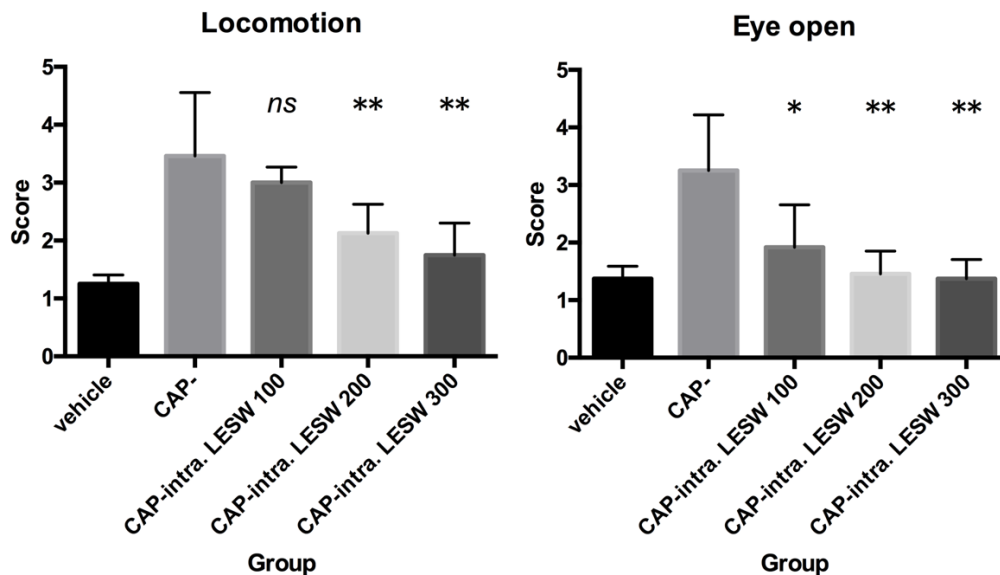 Locomotion
Score
5
4
3
2
1
0
ns
**
**
vehicle
CAP-
CAP-intra. LESW 100
CAP-intra. LESW 200
CAP-intra. LESW 300
Group
Eye open
Score
5
4
3
2
1
0
*
**
**
vehicle
CAP-
CAP-intra. LESW 100
CAP-intra. LESW 200
CAP-intra. LESW 300
Group